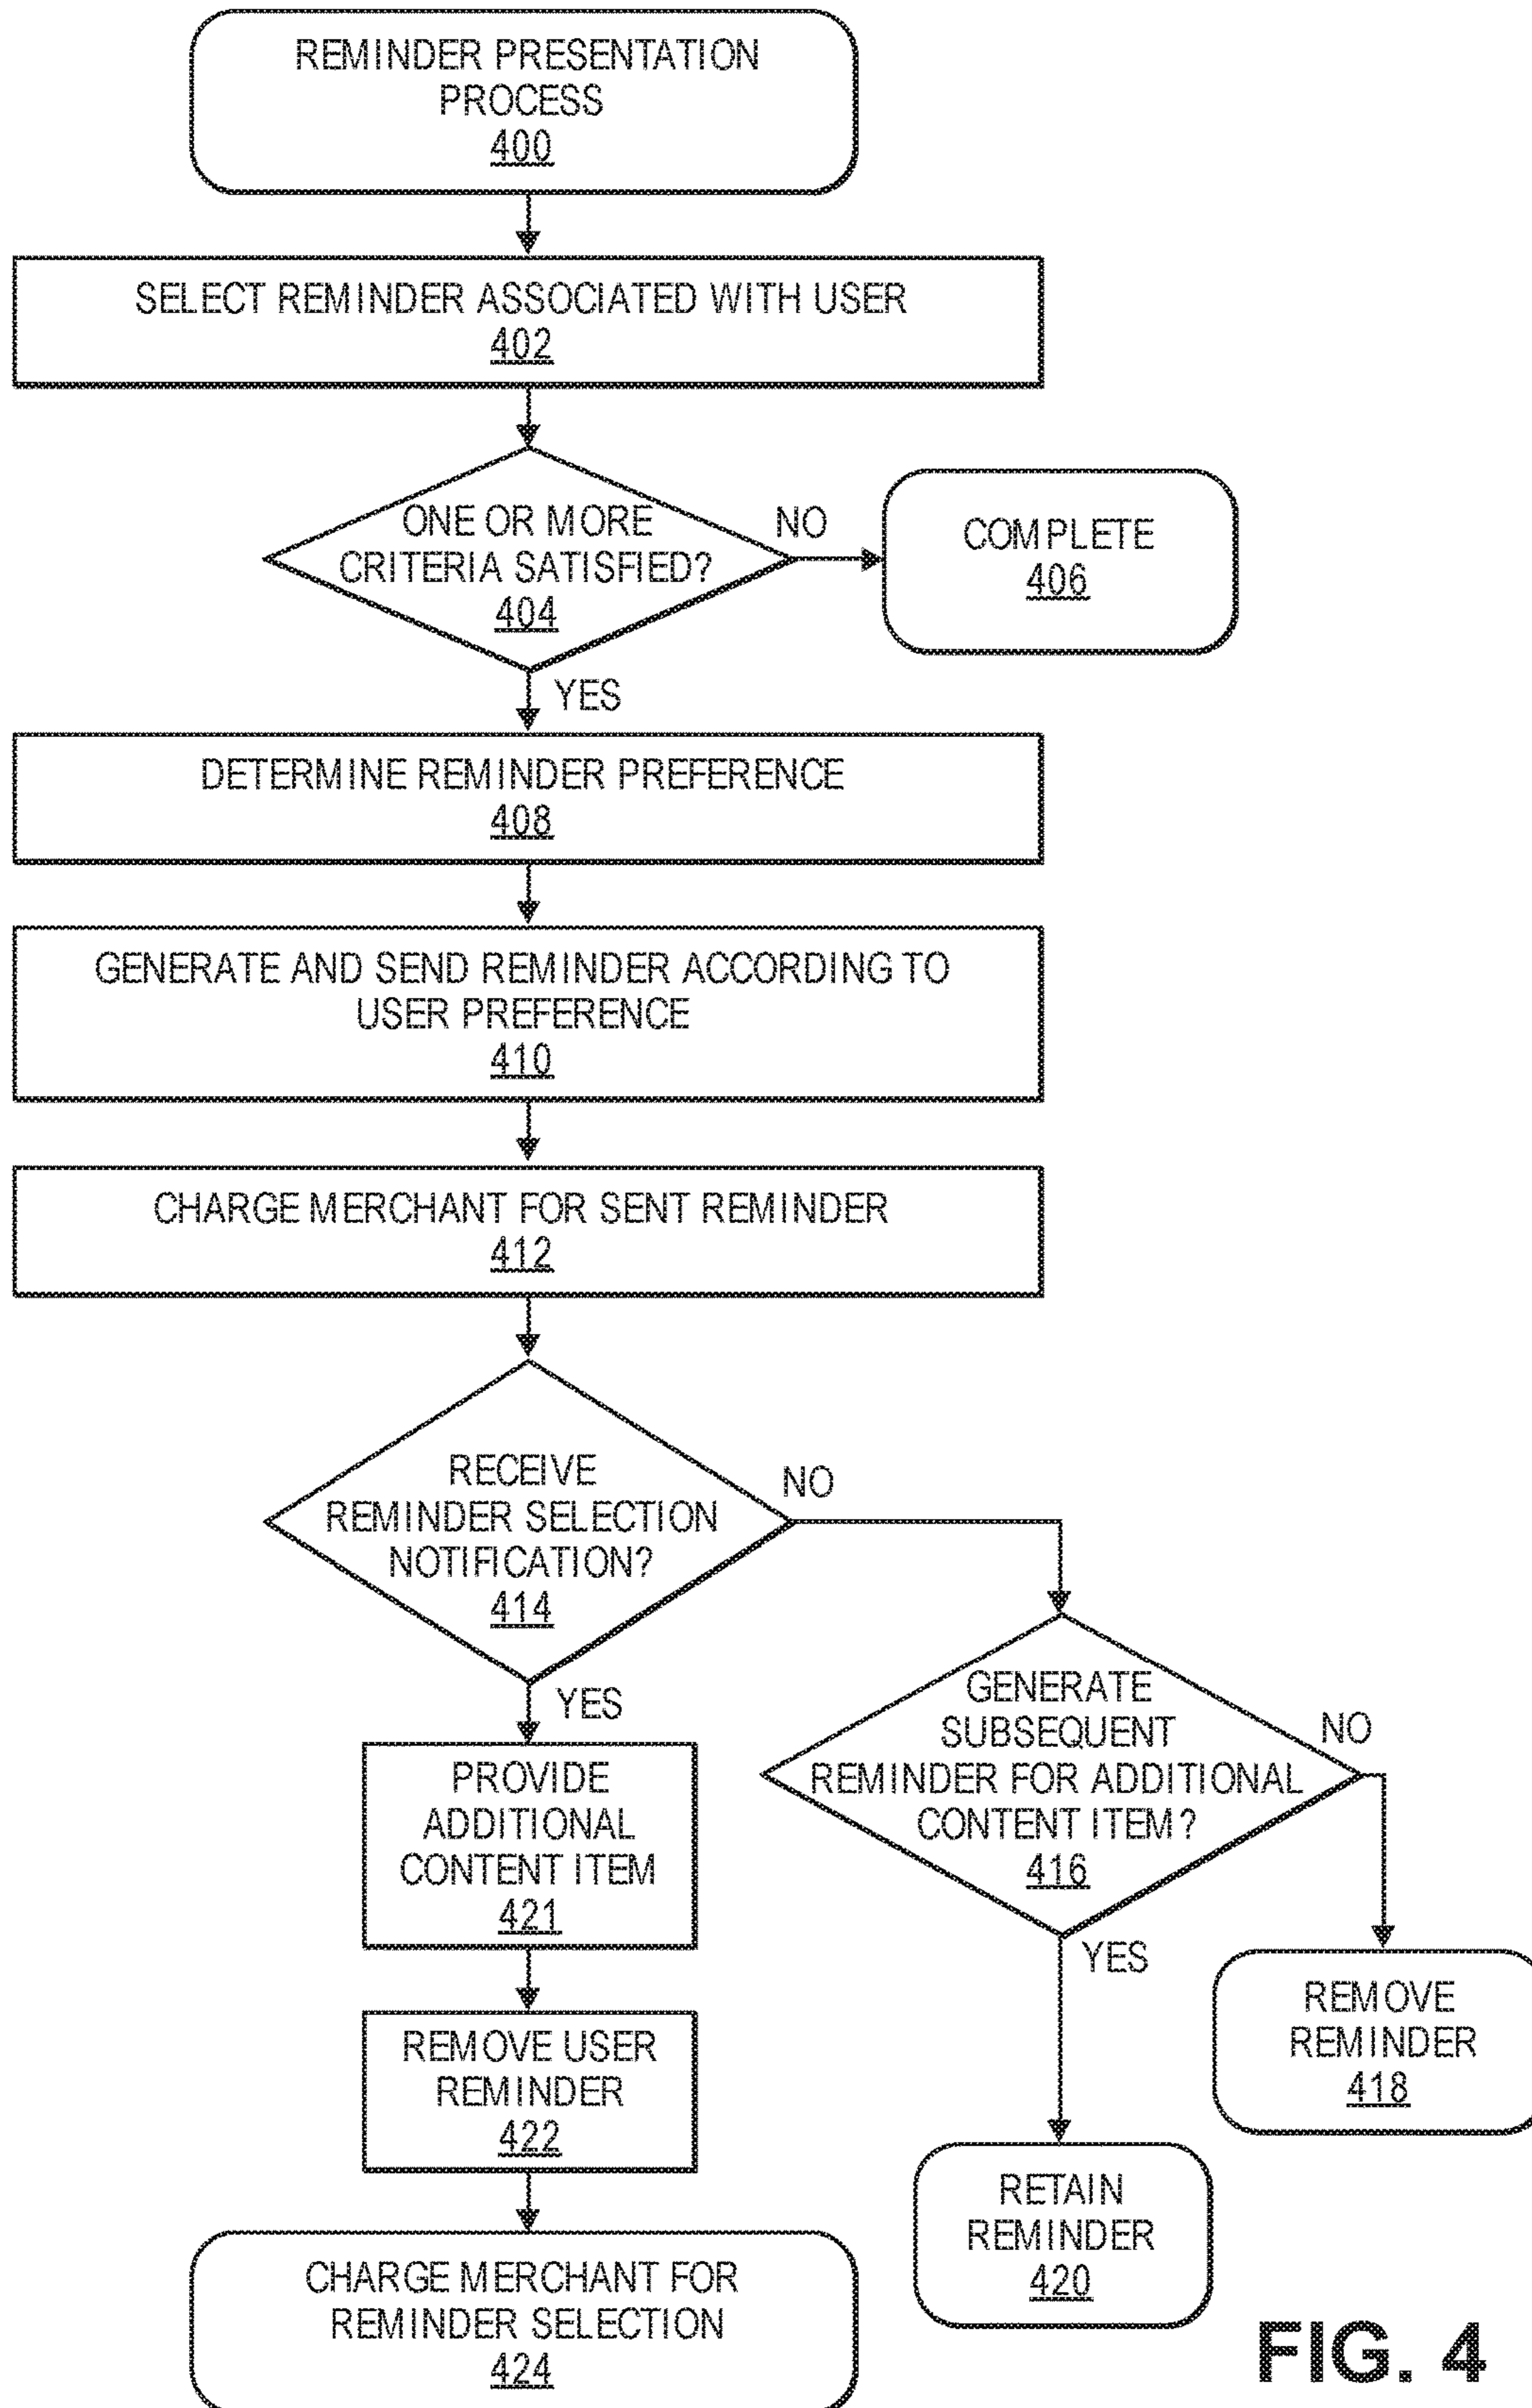 REMINDER PRESENTATION
PROCESS
400
SELECT REMINDER ASSOCIATED WITH USER
402
ONE OR MORE
CRITERIA SATISFIED?
404
NO
COMPLETE
406
YES
DETERMINE REMINDER PREFERENCE
408
GENERATE AND SEND REMINDER ACCORDING TO
USER PREFERENCE
410
CHARGE MERCHANT FOR SENT REMINDER
412
RECEIVE
REMINDER SELECTION
NOTIFICATION?
414
NO
YES
GENERATE
SUBSEQUENT
REMINDER FOR ADDITIONAL
CONTENT ITEM?
416
NO
YES
PROVIDE
ADDITIONAL
CONTENT ITEM
421
REMOVE
REMINDER
418
REMOVE USER
REMINDER
422
RETAIN
REMINDER
420
CHARGE MERCHANT FOR
REMINDER SELECTION
424
FIG. 4